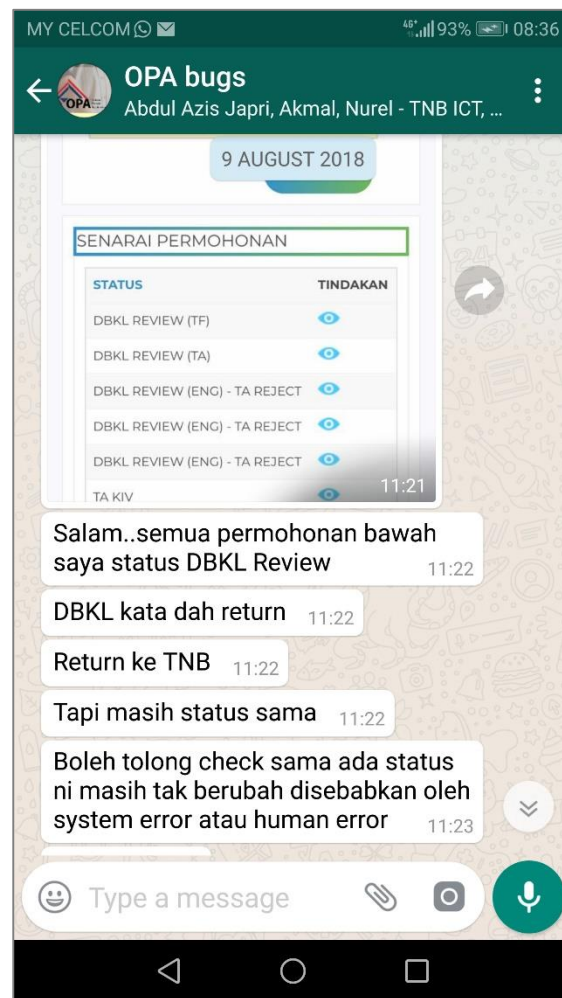 MY CELCOM 4G+ 93% 08:36
OPA bugs
OPA
Abdul Azis Japri, Akmal, Nurel - TNB ICT, ...
9 AUGUST 2018
SENARAI PERMOHONAN
STATUS TINDAKAN
DBKL REVIEW (TF)
DBKL REVIEW (TA)
DBKL REVIEW (ENG) - TA REJECT
DBKL REVIEW (ENG) - TA REJECT
DBKL REVIEW (ENG) - TA REJECT
TA KIV
11:21
Salam..semua permohonan bawah
saya status DBKL Review 11:22
DBKL kata dah return 11:22
Return ke TNB 11:22
Tapi masih status sama 11:22
Boleh tolong check sama ada status
ni masih tak berubah disebabkan oleh
system error atau human error 11:23
Type a message